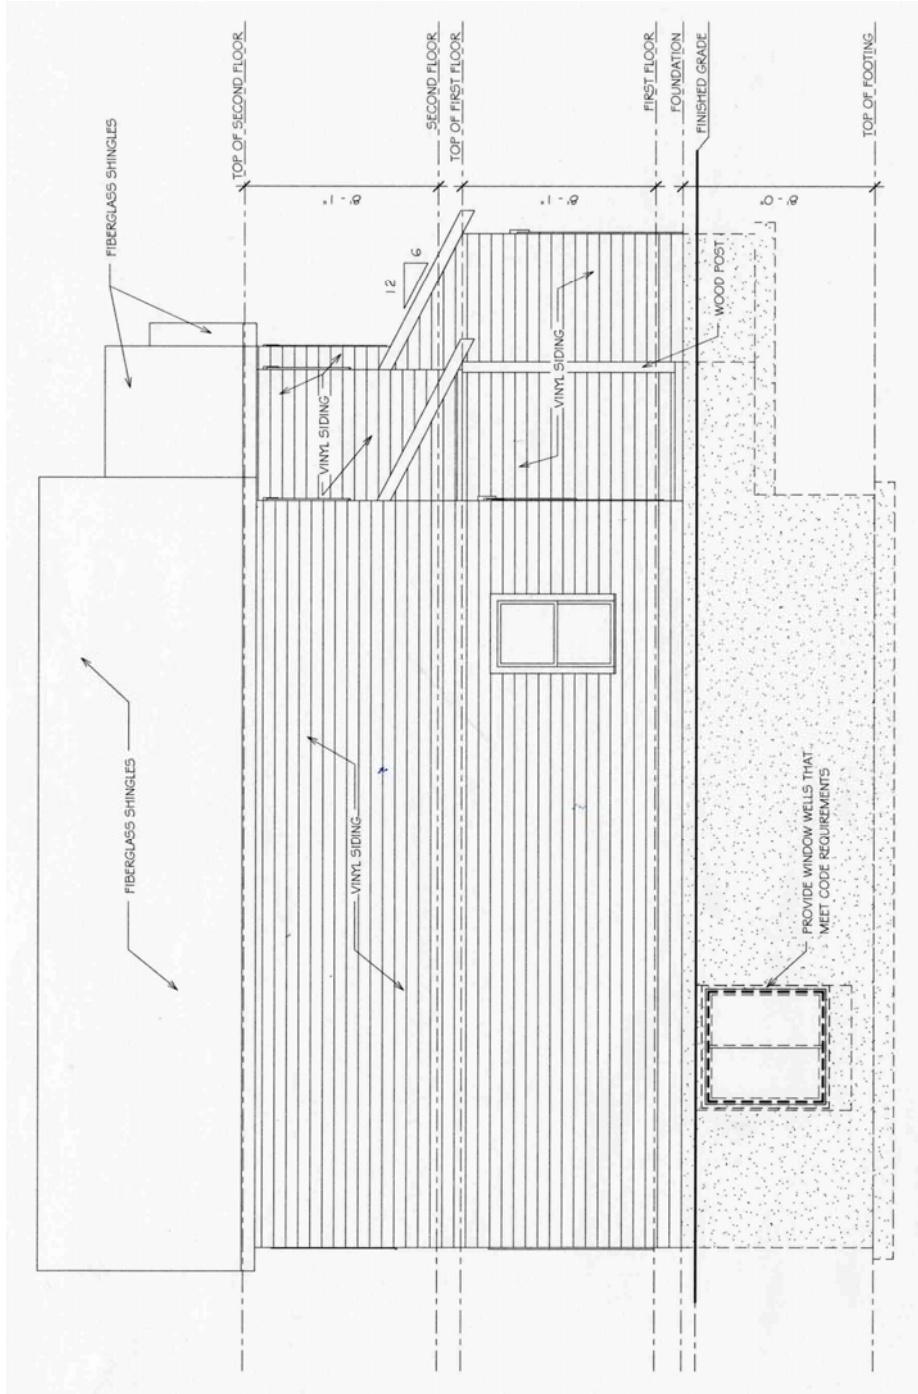 FIBERGLASS SHINGLES
FIBERGLASS SHINGLES
TOP OF SECOND FLOOR
VINYL SIDING
VINYL SIDING
8'-1"
12
6
SECOND FLOOR
TOP OF FIRST FLOOR
VINYL SIDING
8'-1"
FIRST FLOOR
FOUNDATION
FINISHED GRADE
WOOD POST
8'-0"
PROVIDE WINDOW WELLS THAT
MEET CODE REQUIREMENTS
TOP OF FOOTING